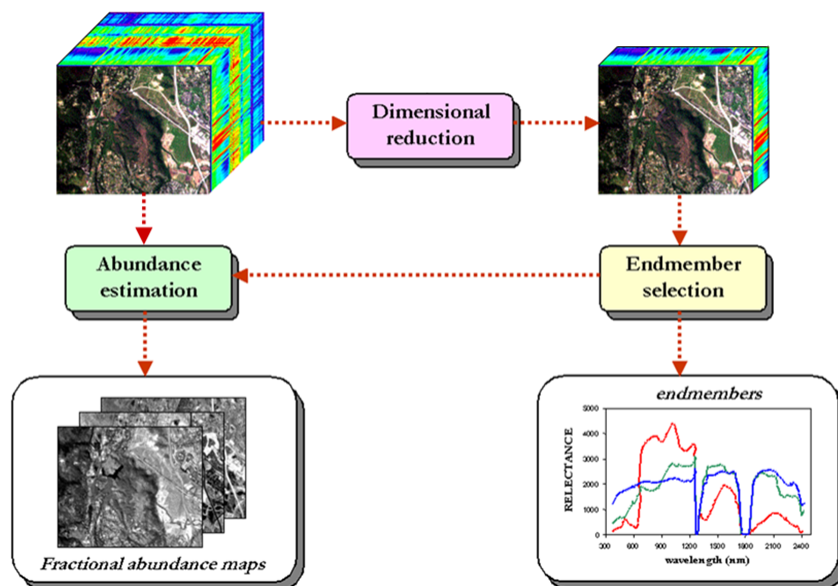 Dimensional
reduction
Abundance
estimation
Endmember
selection
endmembers
RELECTANCE
5000
4000
3000
2000
1000
0
300 600 900 1200 1500 1800 2100 2400
wavelength (nm)
Fractional abundance maps